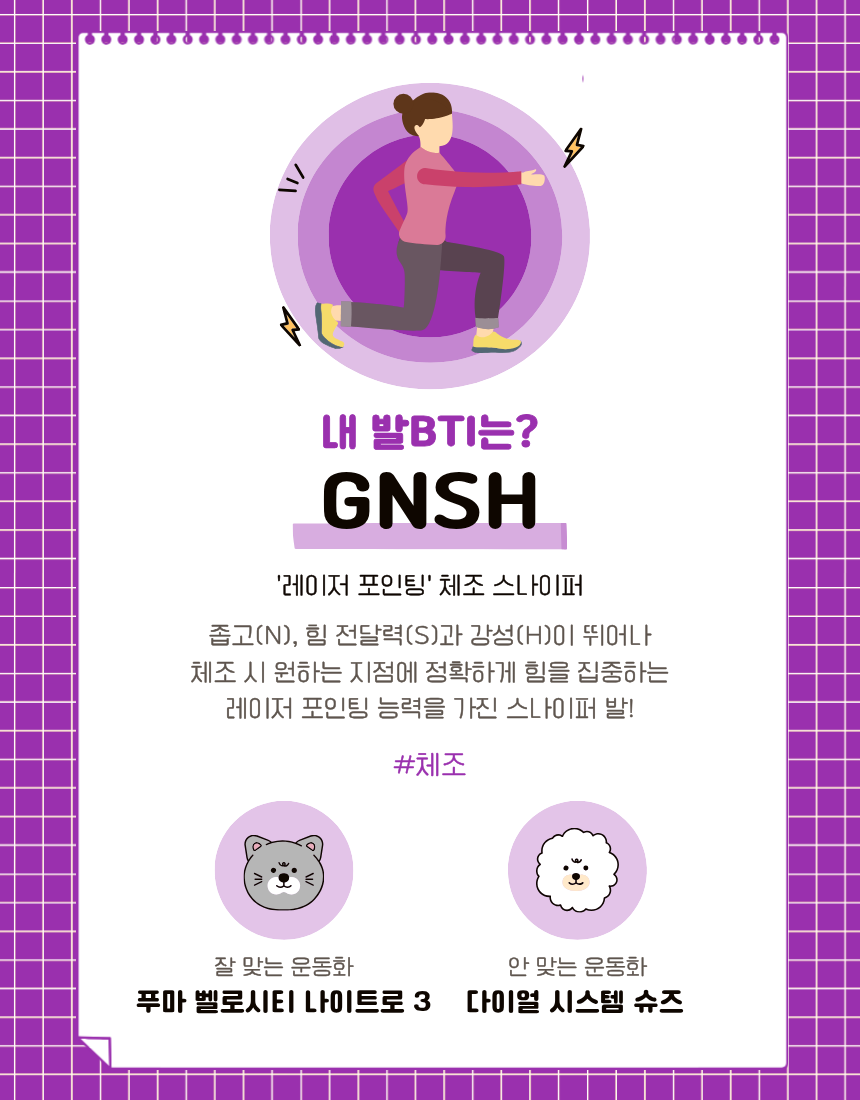 내 발BTI는?
GNSH
'레이저 포인팅' 체조 스나이퍼
좁고(N), 힘 전달력(S)과 강성(H)이 뛰어나
체조 시 원하는 지점에 정확하게 힘을 집중하는
레이저 포인팅 능력을 가진 스나이퍼 발!
#체조
잘 맞는 운동화
푸마 벨로시티 나이트로 3
안 맞는 운동화
다이얼 시스템 슈즈